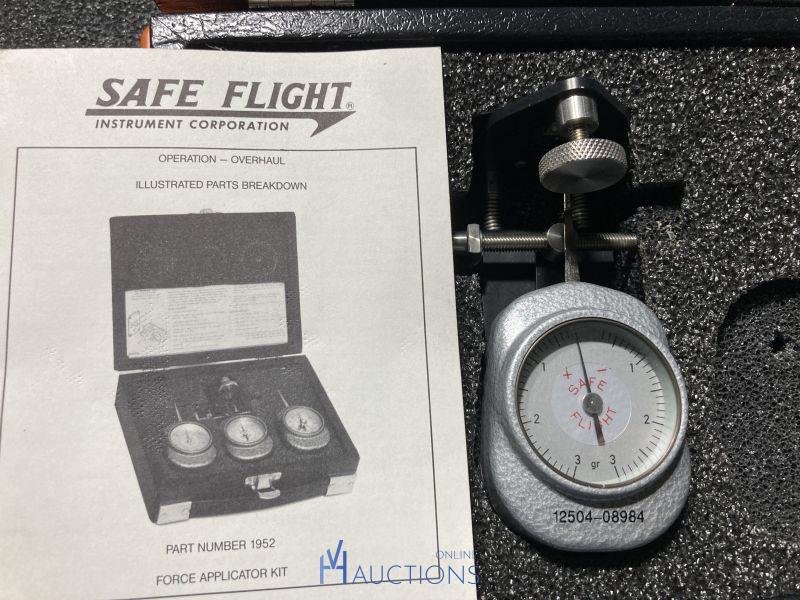 SAFE FLIGHT®
INSTRUMENT CORPORATION
OPERATION – OVERHAUL
ILLUSTRATED PARTS BREAKDOWN
PART NUMBER 1952
FORCE APPLICATOR KIT
1 1
X I
SAFE
FLIGHT
2 2
3 gr 3
12504-08984
ONLINE
HVAUCTIONS